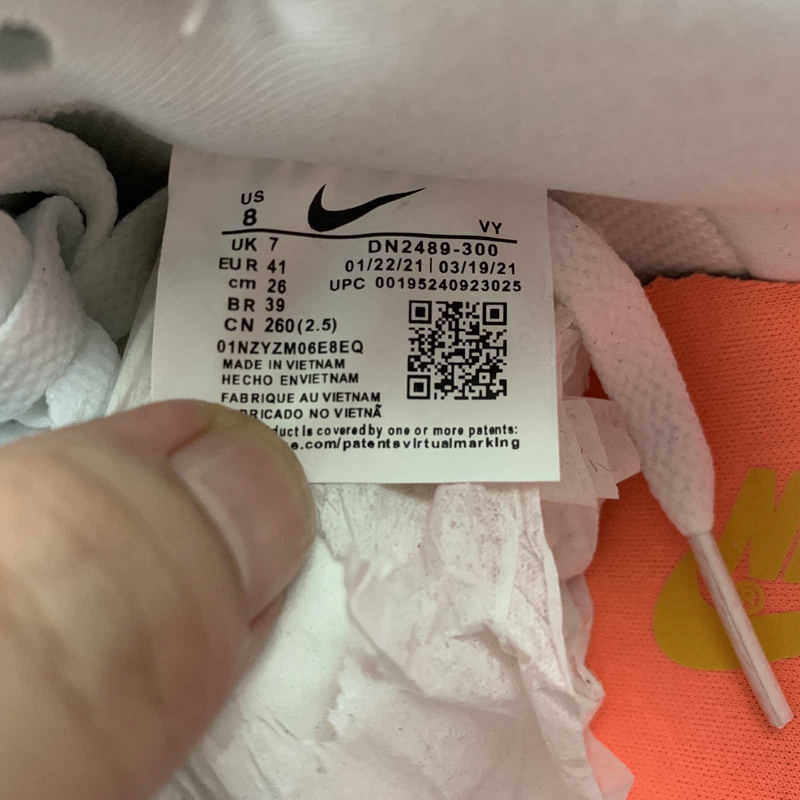 US
8
VY
UK 7
DN2489-300
EUR 41
01/22/21 | 03/19/21
cm 26
UPC 00195240923025
BR 39
CN 260(2.5)
01NZYZM06E8EQ
MADE IN VIETNAM
HECHO ENVIETNAM
FABRIQUE AU VIETNAM
NO VIETNÃ
is covered by one or more patents:
.com/patentsvirtualmarking